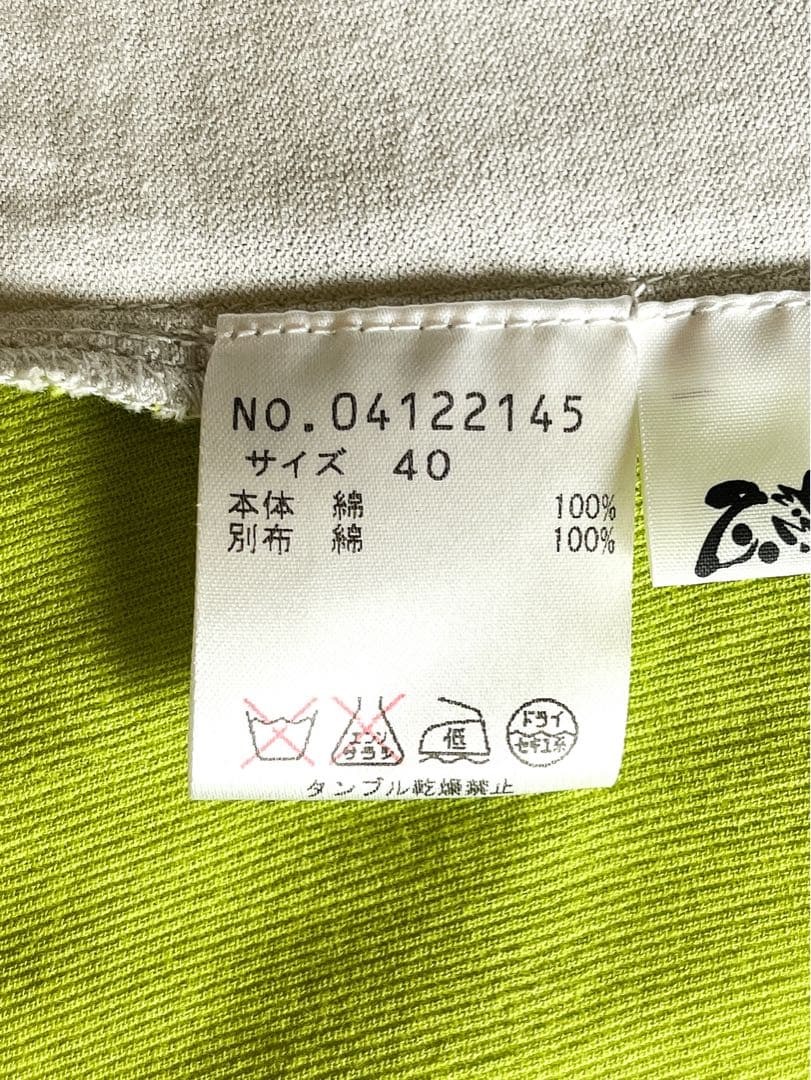 NO.04122145
サイズ 40
本体 綿 100%
別布 綿 100%
エンソ
サラシ
低
ドライ
セキユ系
タンブル乾燥禁止